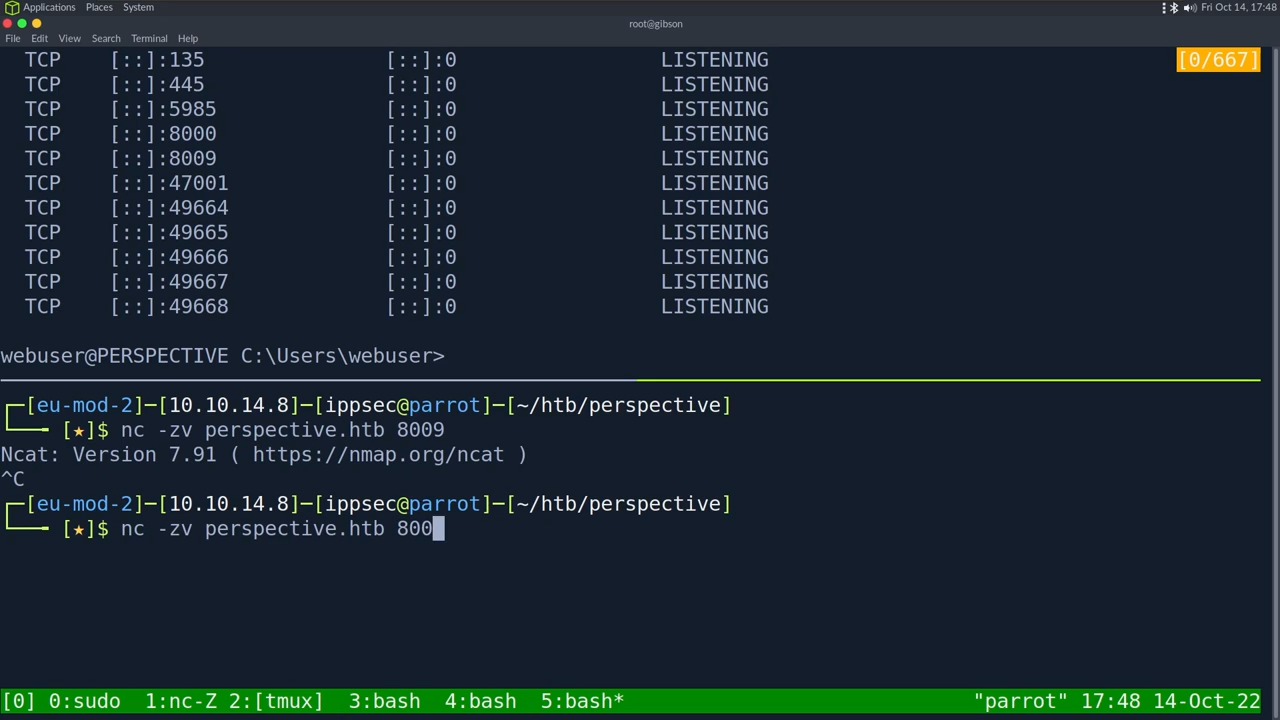 Applications Places System Fri Oct 14, 17:48
root@gibson
File Edit View Search Terminal Help
TCP [::]:135 [::]:0 LISTENING [0/667]
TCP [::]:445 [::]:0 LISTENING
TCP [::]:5985 [::]:0 LISTENING
TCP [::]:8000 [::]:0 LISTENING
TCP [::]:8009 [::]:0 LISTENING
TCP [::]:47001 [::]:0 LISTENING
TCP [::]:49664 [::]:0 LISTENING
TCP [::]:49665 [::]:0 LISTENING
TCP [::]:49666 [::]:0 LISTENING
TCP [::]:49667 [::]:0 LISTENING
TCP [::]:49668 [::]:0 LISTENING
webuser@PERSPECTIVE C:\Users\webuser>
┌─[eu-mod-2]─[10.10.14.8]─[ippsec@parrot]─[~/htb/perspective]
└──╼ [★]$ nc -zv perspective.htb 8009
Ncat: Version 7.91 ( https://nmap.org/ncat )
^C
┌─[eu-mod-2]─[10.10.14.8]─[ippsec@parrot]─[~/htb/perspective]
└──╼ [★]$ nc -zv perspective.htb 800
[0] 0:sudo 1:nc-Z 2:[tmux] 3:bash 4:bash 5:bash* "parrot" 17:48 14-Oct-22